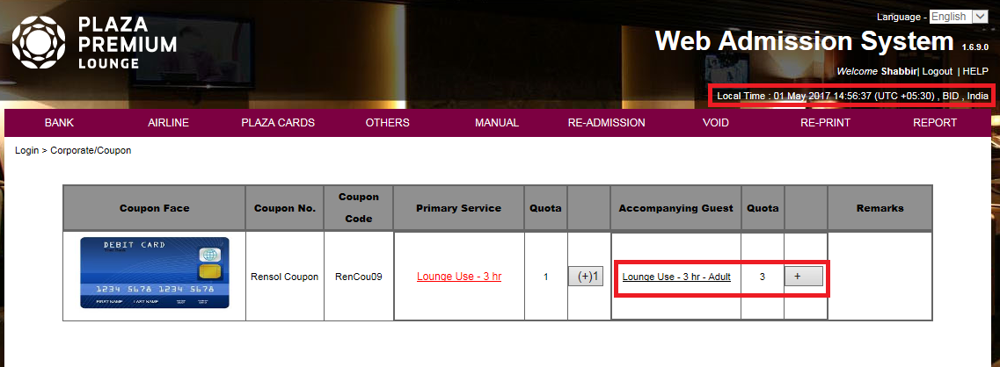 Language - English
PLAZA
PREMIUM
LOUNGE
Web Admission System 1.6.9.0
Welcome Shabbir| Logout | HELP
Local Time : 01 May 2017 14:56:37 (UTC +05:30) , BID , India
BANK AIRLINE PLAZA CARDS OTHERS MANUAL RE-ADMISSION VOID RE-PRINT REPORT
Login > Corporate/Coupon
Coupon Face Coupon No. Coupon Code Primary Service Quota Accompanying Guest Quota Remarks
DEBIT CARD
Rensol Coupon RenCou09 Lounge Use - 3 hr 1 (+)1 Lounge Use - 3 hr - Adult 3 +
1234 5678 1234 5678
FIRST NAME LAST NAME